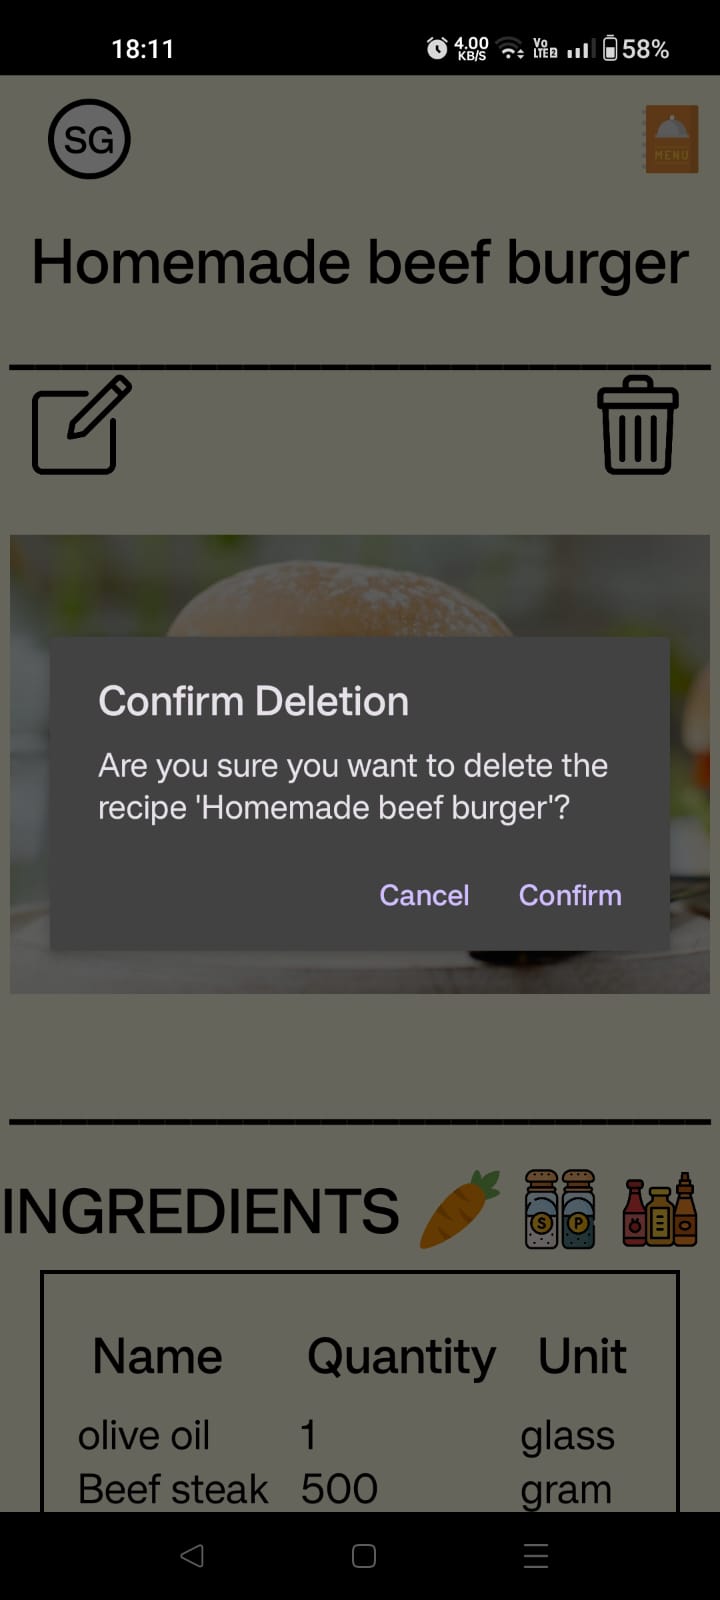 18:11
4.00
KB/S
Vo
LTE2
58%
SG
MENU
Homemade beef burger
Confirm Deletion
Are you sure you want to delete the
recipe 'Homemade beef burger'?
Cancel Confirm
INGREDIENTS
S P
Name Quantity Unit
olive oil 1 glass
Beef steak 500 gram